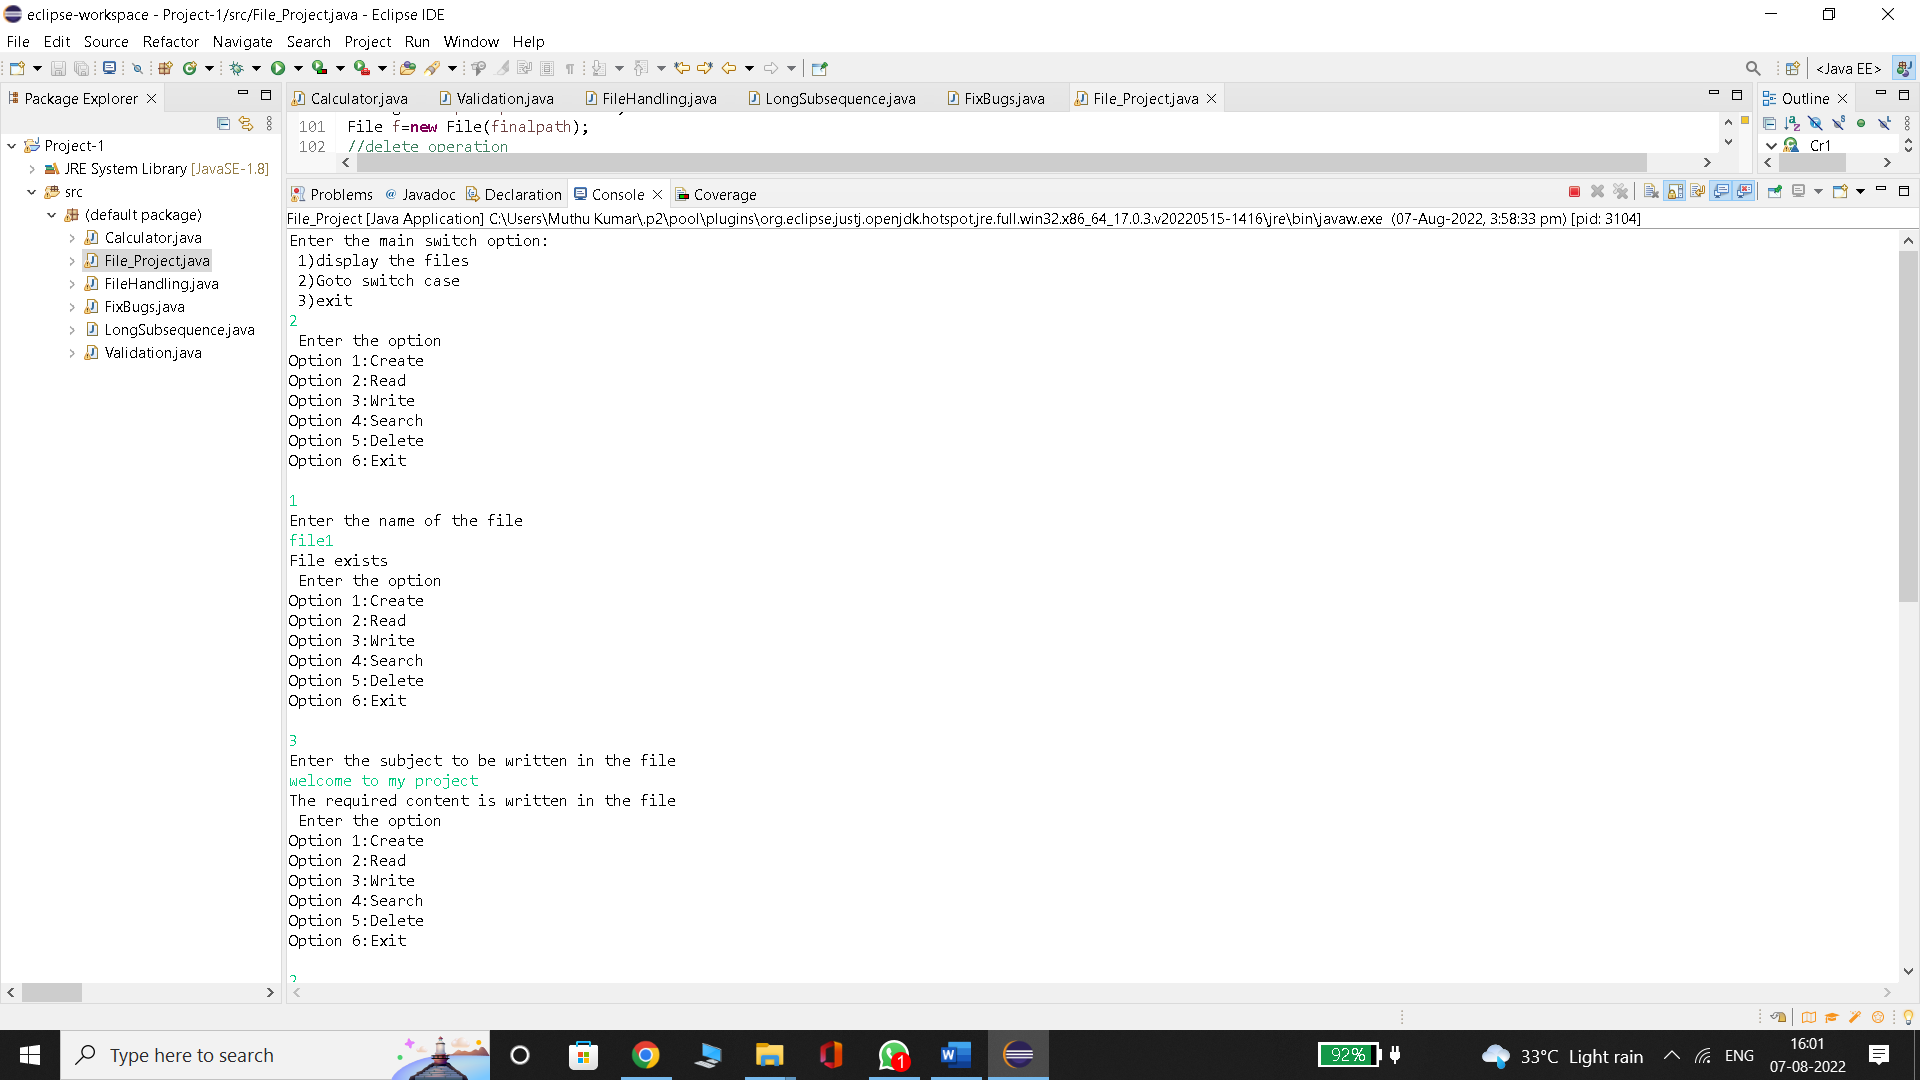 eclipse-workspace - Project-1/src/File_Project.java - Eclipse IDE
File Edit Source Refactor Navigate Search Project Run Window Help
<Java EE>
Package Explorer
Calculator.java Validation.java FileHandling.java LongSubsequence.java FixBugs.java File_Project.java
Outline
101 File f=new File(finalpath);
102 //delete operation
Cr1
Project-1
JRE System Library [JavaSE-1.8]
src
(default package)
Calculator.java
File_Project.java
FileHandling.java
FixBugs.java
LongSubsequence.java
Validation.java
Problems @ Javadoc Declaration Console Coverage
File_Project [Java Application] C:\Users\Muthu Kumar\.p2\pool\plugins\org.eclipse.justj.openjdk.hotspot.jre.full.win32.x86_64_17.0.3.v20220515-1416\jre\bin\javaw.exe (07-Aug-2022, 3:58:33 pm) [pid: 3104]
Enter the main switch option:
1)display the files
2)Goto switch case
3)exit
2
Enter the option
Option 1:Create
Option 2:Read
Option 3:Write
Option 4:Search
Option 5:Delete
Option 6:Exit
1
Enter the name of the file
file1
File exists
Enter the option
Option 1:Create
Option 2:Read
Option 3:Write
Option 4:Search
Option 5:Delete
Option 6:Exit
3
Enter the subject to be written in the file
welcome to my project
The required content is written in the file
Enter the option
Option 1:Create
Option 2:Read
Option 3:Write
Option 4:Search
Option 5:Delete
Option 6:Exit
2
Type here to search
1
92%
33°C Light rain
ENG
16:01
07-08-2022